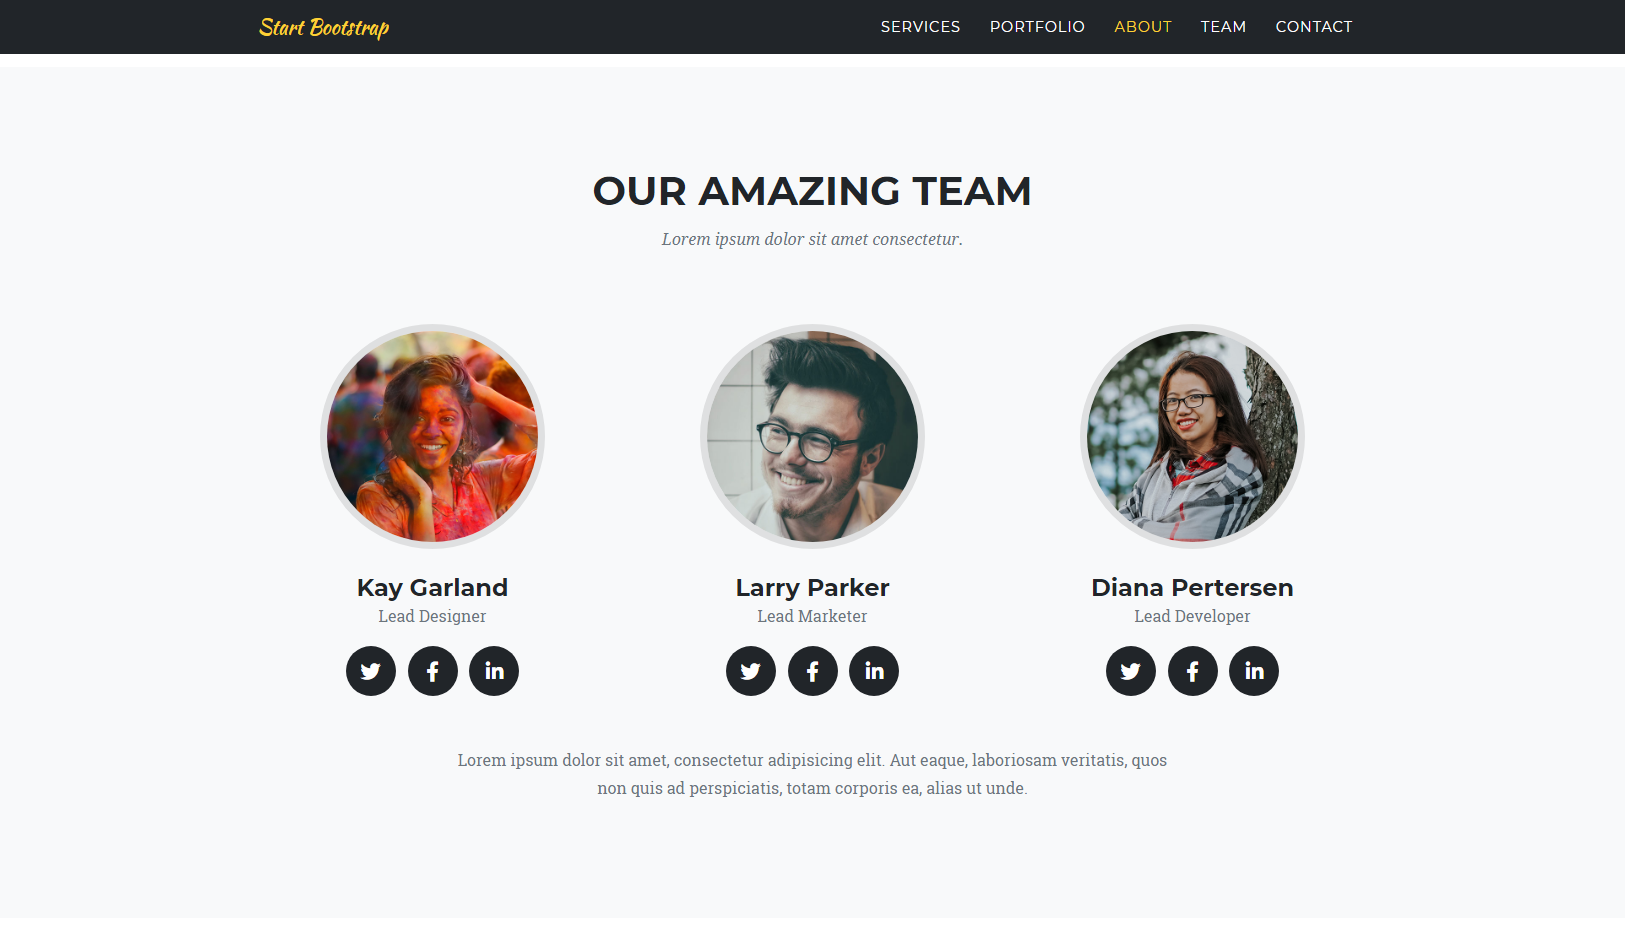 Start Bootstrap
SERVICES PORTFOLIO ABOUT TEAM CONTACT
OUR AMAZING TEAM
Lorem ipsum dolor sit amet consectetur.
Kay Garland
Lead Designer
Larry Parker
Lead Marketer
Diana Pertersen
Lead Developer
Lorem ipsum dolor sit amet, consectetur adipisicing elit. Aut eaque, laboriosam veritatis, quos
non quis ad perspiciatis, totam corporis ea, alias ut unde.